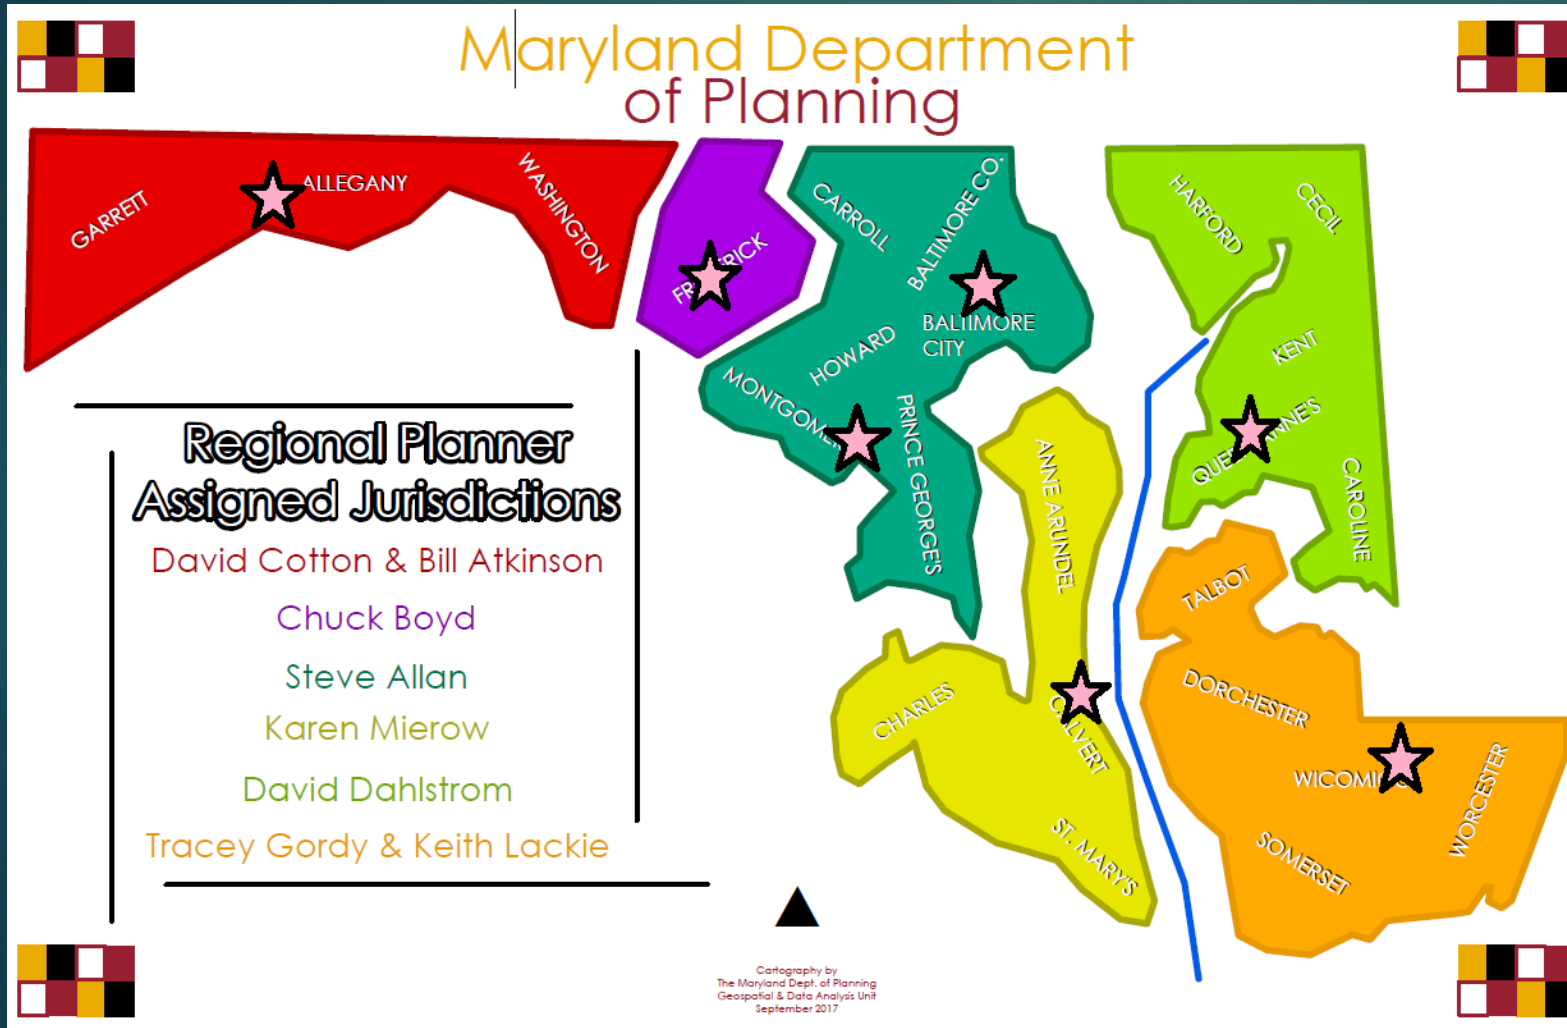 Maryland Department
of Planning
GARRETT
ALLEGANY
WASHINGTON
CARROLL
BALTIMORE CO.
HARFORD
CECIL
HOWARD
BALTIMORE
CITY
KENT
PRINCE GEORGE'S
ANNE ARUNDEL
CAROLINE
Regional Planner
Assigned Jurisdictions
David Cotton & Bill Atkinson
Chuck Boyd
Steve Allan
Karen Mierow
David Dahlstrom
Tracey Gordy & Keith Lackie
TALBOT
CHARLES
CALVERT
DORCHESTER
WICOMICO
WORCESTER
ST. MARY'S
SOMERSET
Cartography by
The Maryland Dept. of Planning
Geospatial & Data Analysis Unit
September 2017